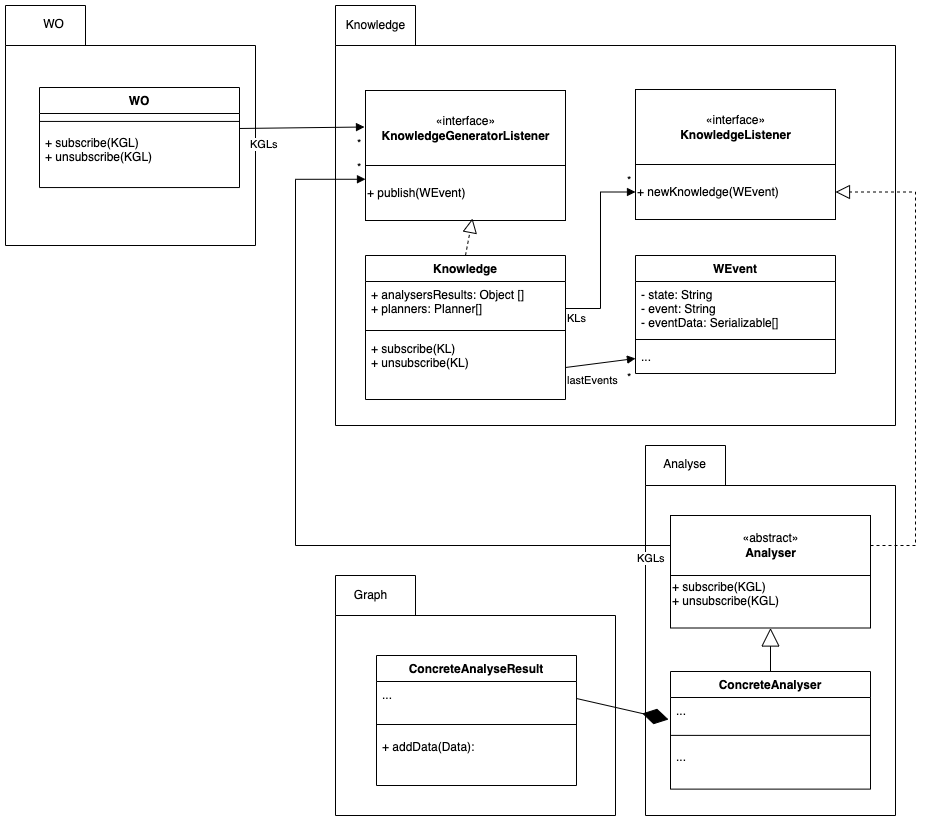 WO
WO
+ subscribe(KGL)
+ unsubscribe(KGL)
KGLs
*
*
Knowledge
«interface»
KnowledgeGeneratorListener
+ publish(WEvent)
«interface»
KnowledgeListener
*
+ newKnowledge(WEvent)
Knowledge
+ analysersResults: Object []
+ planners: Planner[]
+ subscribe(KL)
+ unsubscribe(KL)
KLs
lastEvents
*
WEvent
- state: String
- event: String
- eventData: Serializable[]
...
Analyse
«abstract»
Analyser
KGLs
+ subscribe(KGL)
+ unsubscribe(KGL)
Graph
ConcreteAnalyseResult
...
+ addData(Data):
ConcreteAnalyser
...
...